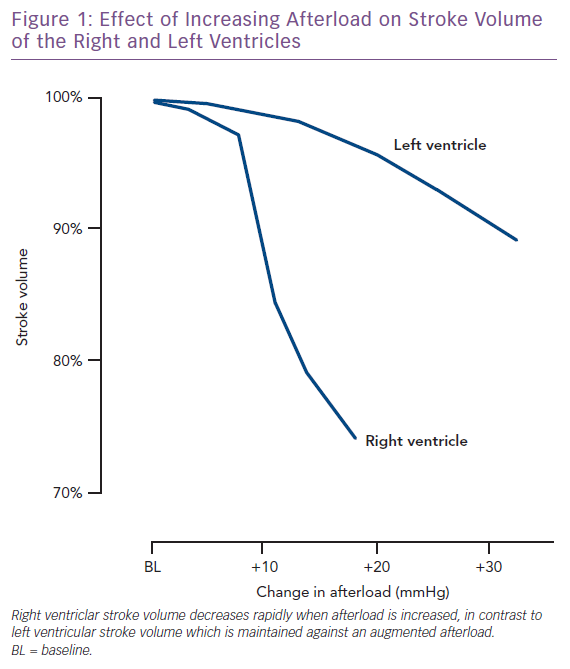 Figure 1: Effect of Increasing Afterload on Stroke Volume
of the Right and Left Ventricles
100%
Left ventricle
90%
Stroke volume
80%
Right ventricle
70%
BL
+10
+20
+30
Change in afterload (mmHg)
Right ventriclar stroke volume decreases rapidly when afterload is increased, in contrast to
left ventricular stroke volume which is maintained against an augmented afterload.
BL = baseline.